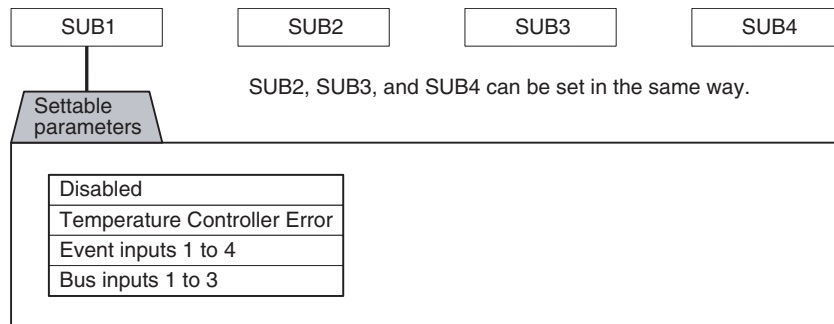 SUB1 SUB2 SUB3 SUB4
SUB2, SUB3, and SUB4 can be set in the same way.
Settable
parameters
Disabled
Temperature Controller Error
Event inputs 1 to 4
Bus inputs 1 to 3